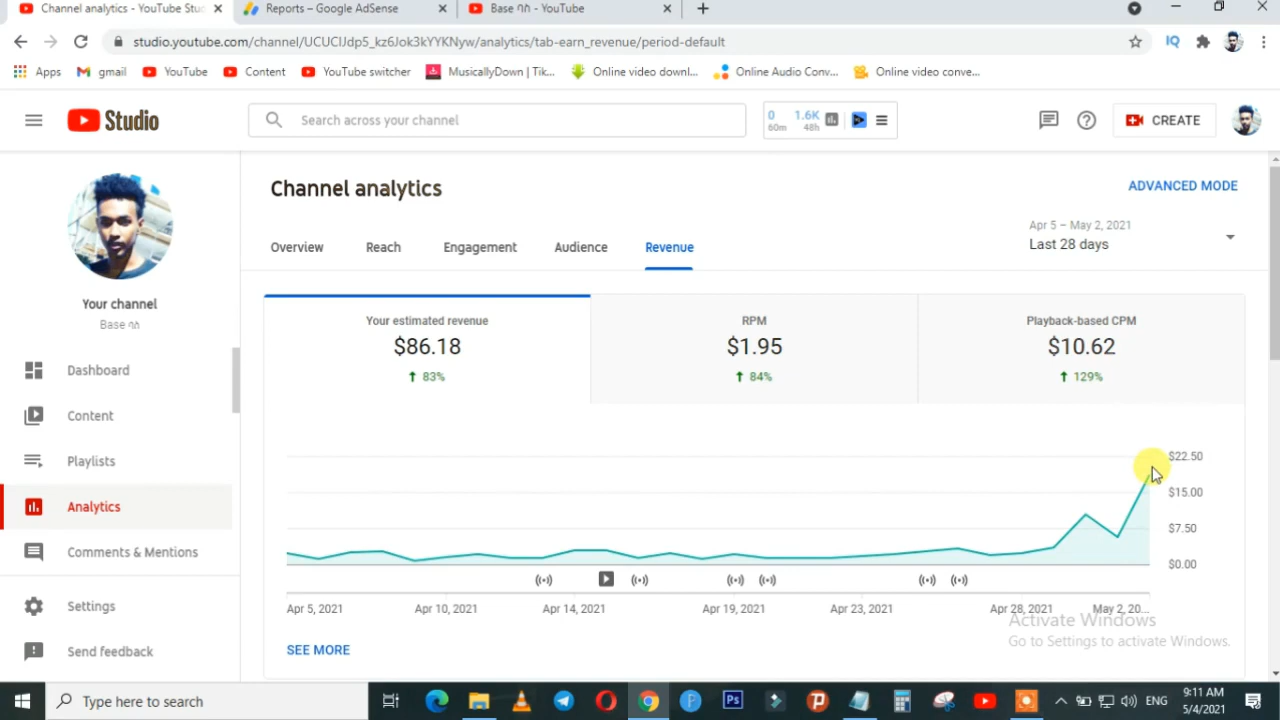 Channel analytics - YouTube Stud
Reports – Google AdSense
Base ባስ - YouTube
studio.youtube.com/channel/UCUCIJdp5_kz6Jok3kYYKNyw/analytics/tab-earn_revenue/period-default
IQ
Apps
gmail
YouTube
Content
YouTube switcher
MusicallyDown | Tik...
Online video downl...
Online Audio Conv...
Online video conve...
Studio
Search across your channel
0 1.6K
60m 48h
CREATE
Channel analytics
ADVANCED MODE
Apr 5 – May 2, 2021
Last 28 days
Overview
Reach
Engagement
Audience
Revenue
Your channel
Base
Dashboard
Content
Playlists
Analytics
Comments & Mentions
Settings
Send feedback
Your estimated revenue
$86.18
83%
RPM
$1.95
84%
Playback-based CPM
$10.62
129%
$22.50
$15.00
$7.50
$0.00
Apr 5, 2021
Apr 10, 2021
Apr 14, 2021
Apr 19, 2021
Apr 23, 2021
Apr 28, 2021
May 2, 20...
SEE MORE
Activate Windows
Go to Settings to activate Windows.
Type here to search
Ps
ENG
9:11 AM
5/4/2021